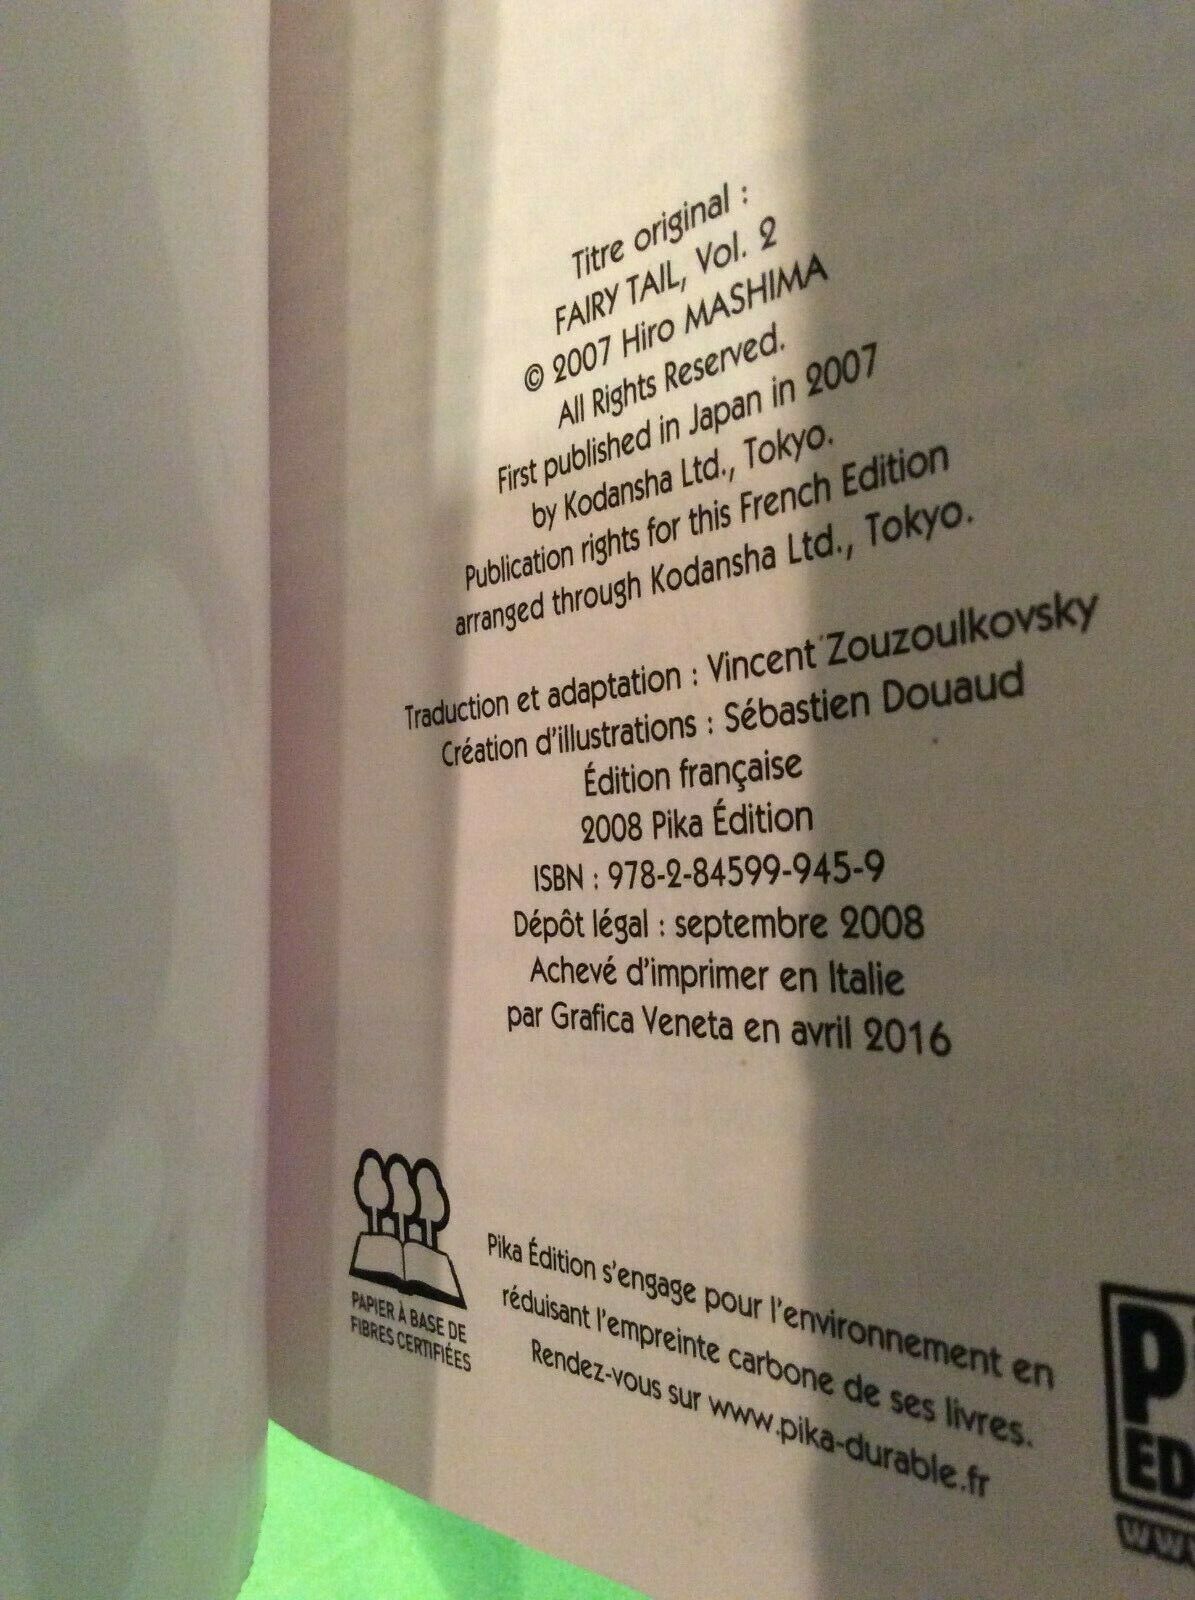 Titre original :
FAIRY TAIL, Vol. 2
© 2007 Hiro MASHIMA
All Rights Reserved.
First published in Japan in 2007
by Kodansha Ltd., Tokyo.
Publication rights for this French Edition
arranged through Kodansha Ltd., Tokyo.
Traduction et adaptation : Vincent Zouzoulkovsky
Création d'illustrations : Sébastien Douaud
Édition française
2008 Pika Édition
ISBN : 978-2-84599-945-9
Dépôt légal : septembre 2008
Achevé d'imprimer en Italie
par Grafica Veneta en avril 2016
PAPIER À BASE DE
FIBRES CERTIFIÉES
Pika Édition s'engage pour l'environnement en
réduisant l'empreinte carbone de ses livres.
Rendez-vous sur www.pika-durable.fr